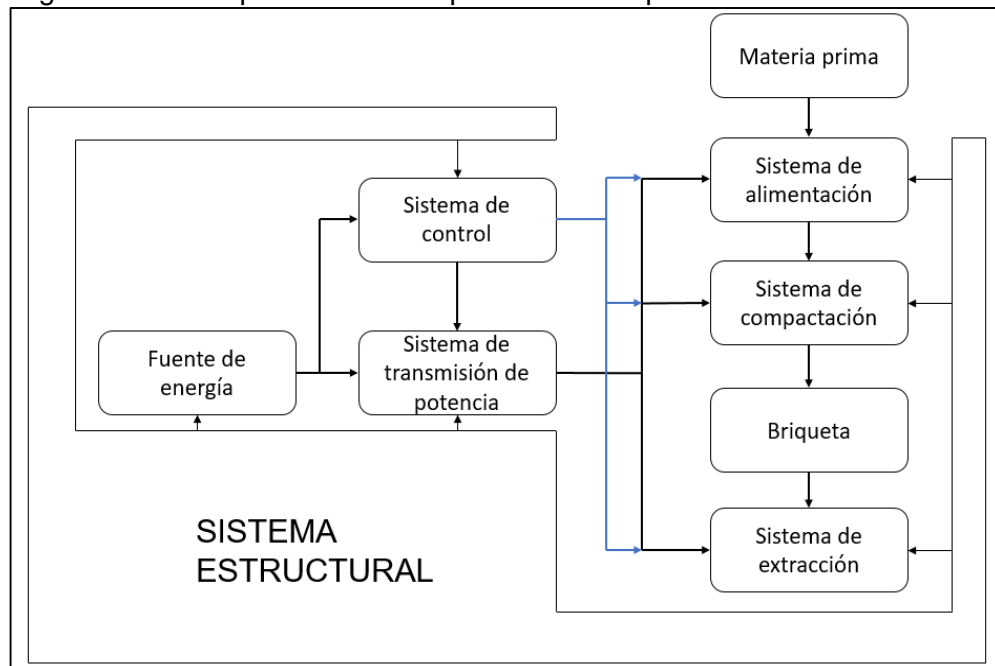 Materia prima
Sistema de
alimentación
Sistema de
control
Sistema de
compactación
Fuente de
energía
Sistema de
transmisión de
potencia
Briqueta
SISTEMA
ESTRUCTURAL
Sistema de
extracción